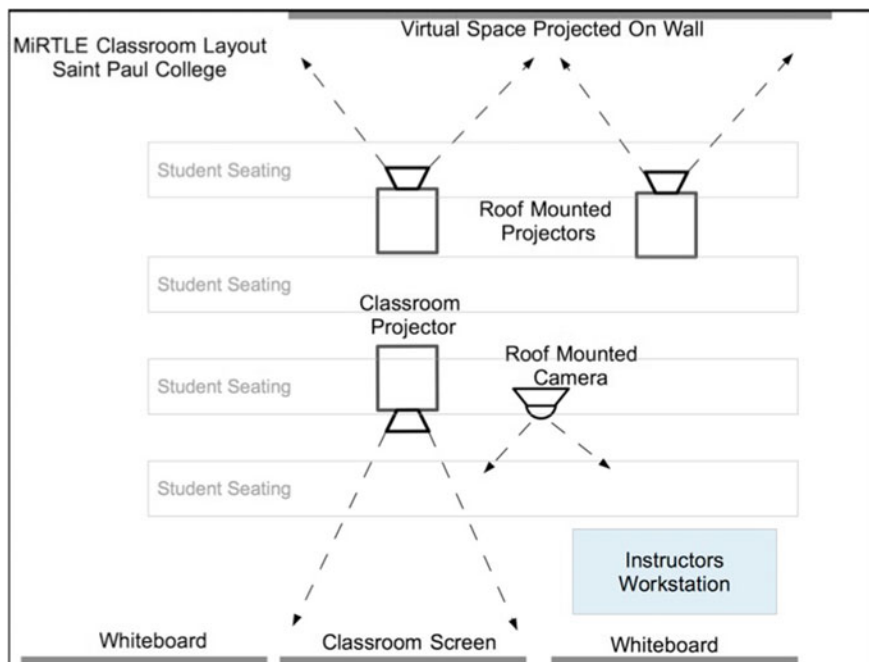 MiRTLE Classroom Layout
Saint Paul College
Virtual Space Projected On Wall
Student Seating
Roof Mounted
Projectors
Student Seating
Classroom
Projector
Roof Mounted
Camera
Student Seating
Student Seating
Instructors
Workstation
Whiteboard
Classroom Screen
Whiteboard